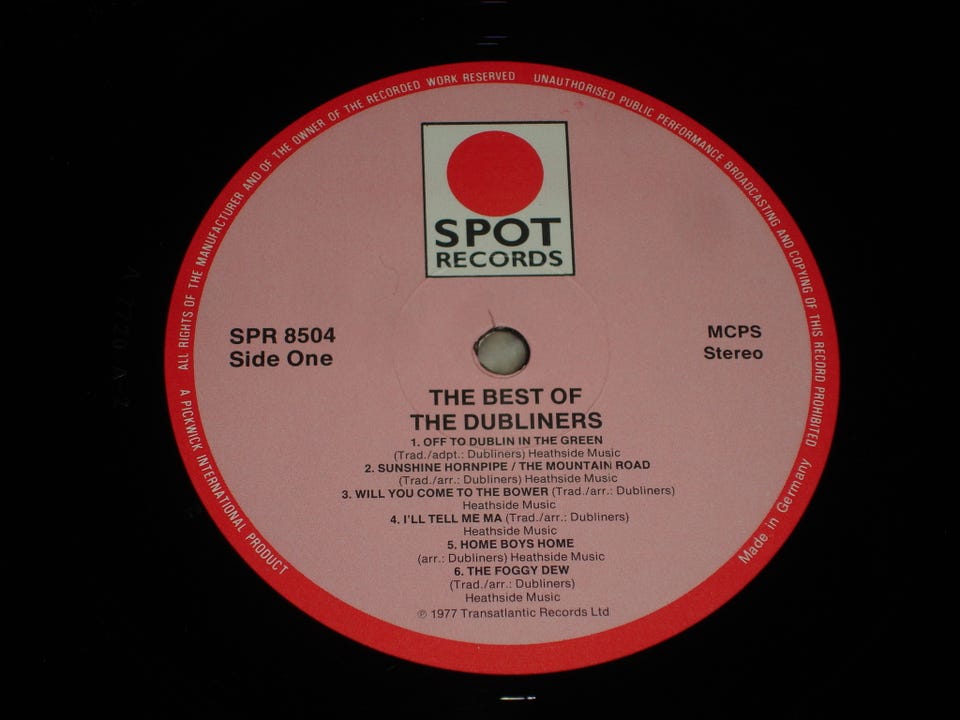 ALL RIGHTS OF THE MANUFACTURER AND OF THE OWNER OF THE RECORDED WORK RESERVED UNAUTHORISED PUBLIC PERFORMANCE BROADCASTING AND COPYING OF THIS RECORD PROHIBITED
SPOT
RECORDS
SPR 8504
Side One
MCPS
Stereo
THE BEST OF
THE DUBLINERS
1. OFF TO DUBLIN IN THE GREEN
(Trad./adpt.: Dubliners) Heathside Music
2. SUNSHINE HORNPIPE / THE MOUNTAIN ROAD
(Trad./arr.: Dubliners) Heathside Music
3. WILL YOU COME TO THE BOWER (Trad./arr.: Dubliners)
Heathside Music
4. I'LL TELL ME MA (Trad./arr.: Dubliners)
Heathside Music
5. HOME BOYS HOME
(arr.: Dubliners) Heathside Music
6. THE FOGGY DEW
(Trad./arr.: Dubliners)
Heathside Music
℗ 1977 Transatlantic Records Ltd
A PICKWICK INTERNATIONAL PRODUCT
Made in Germany